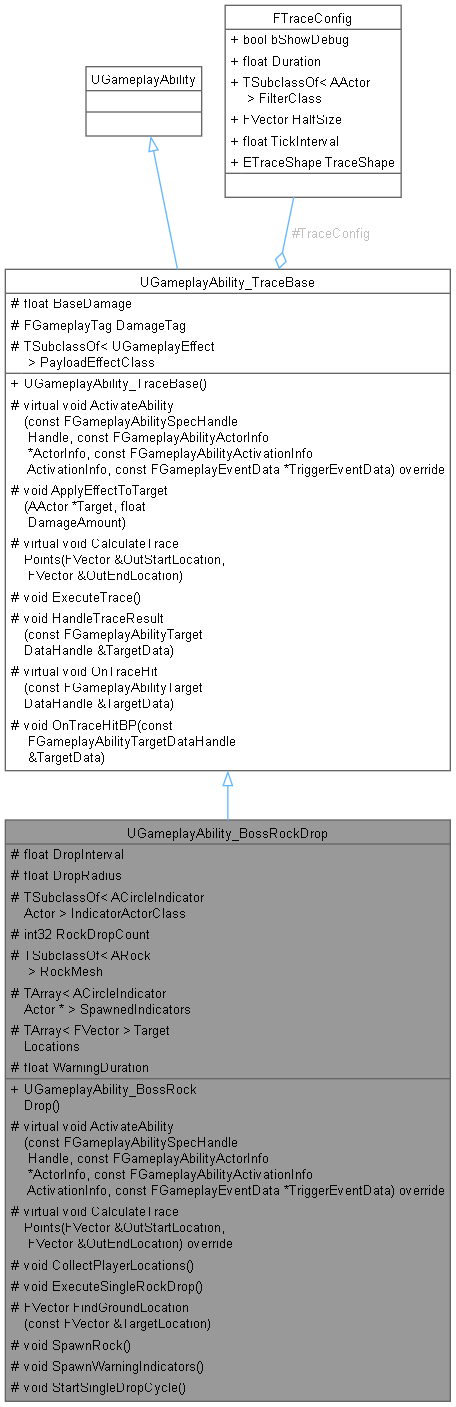 FTraceConfig
+ bool bShowDebug
+ float Duration
+ TSubclassOf< AActor
> FilterClass
+ FVector HalfSize
+ float TickInterval
+ ETraceShape TraceShape
UGameplayAbility
#TraceConfig
UGameplayAbility_TraceBase
# float BaseDamage
# FGameplayTag DamageTag
# TSubclassOf< UGameplayEffect
> PayloadEffectClass
+ UGameplayAbility_TraceBase()
# virtual void ActivateAbility
(const FGameplayAbilitySpecHandle
Handle, const FGameplayAbilityActorInfo
*ActorInfo, const FGameplayAbilityActivationInfo
ActivationInfo, const FGameplayEventData *TriggerEventData) override
# void ApplyEffectToTarget
(AActor *Target, float
DamageAmount)
# virtual void CalculateTrace
Points(FVector &OutStartLocation,
FVector &OutEndLocation)
# void ExecuteTrace()
# void HandleTraceResult
(const FGameplayAbilityTarget
DataHandle &TargetData)
# virtual void OnTraceHit
(const FGameplayAbilityTarget
DataHandle &TargetData)
# void OnTraceHitBP(const
FGameplayAbilityTargetDataHandle
&TargetData)
UGameplayAbility_BossRockDrop
# float DropInterval
# float DropRadius
# TSubclassOf< ACircleIndicator
Actor > IndicatorActorClass
# int32 RockDropCount
# TSubclassOf< ARock
> RockMesh
# TArray< ACircleIndicator
Actor * > SpawnedIndicators
# TArray< FVector > Target
Locations
# float WarningDuration
+ UGameplayAbility_BossRock
Drop()
# virtual void ActivateAbility
(const FGameplayAbilitySpecHandle
Handle, const FGameplayAbilityActorInfo
*ActorInfo, const FGameplayAbilityActivationInfo
ActivationInfo, const FGameplayEventData *TriggerEventData) override
# virtual void CalculateTrace
Points(FVector &OutStartLocation,
FVector &OutEndLocation) override
# void CollectPlayerLocations()
# void ExecuteSingleRockDrop()
# FVector FindGroundLocation
(const FVector &TargetLocation)
# void SpawnRock()
# void SpawnWarningIndicators()
# void StartSingleDropCycle()